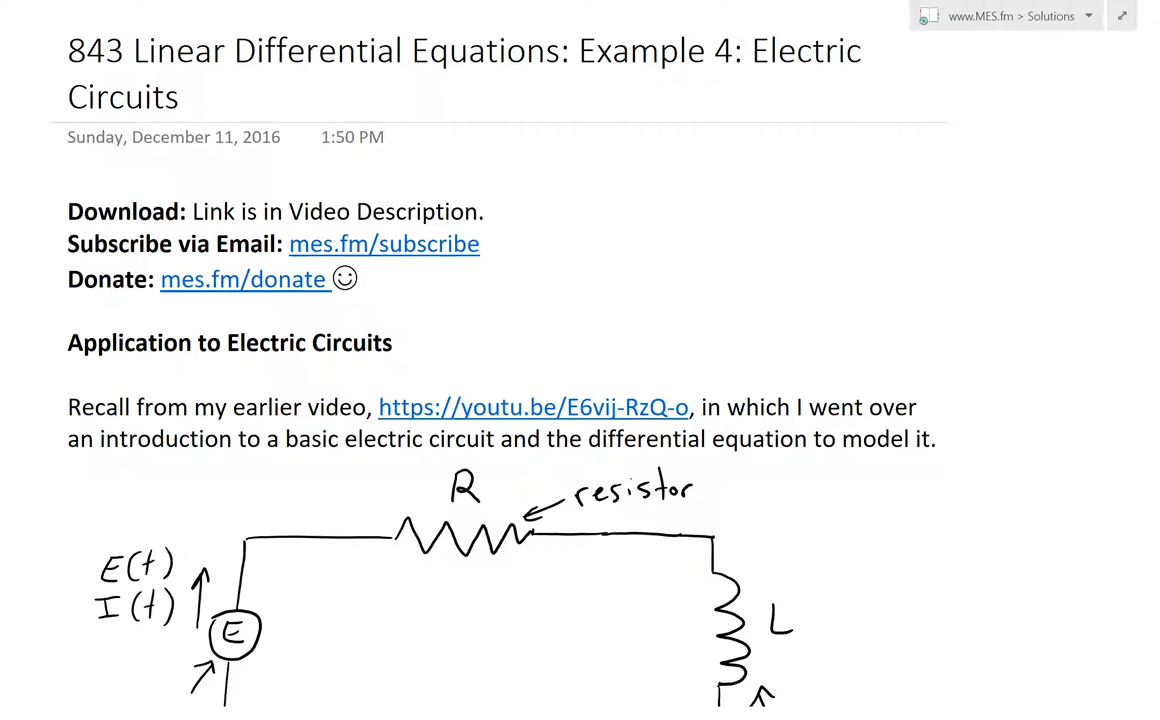 www.MES.fm > Solutions
843 Linear Differential Equations: Example 4: Electric
Circuits
Sunday, December 11, 2016 1:50 PM
Download: Link is in Video Description.
Subscribe via Email: mes.fm/subscribe
Donate: mes.fm/donate
Application to Electric Circuits
Recall from my earlier video, https://youtu.be/E6vij-RzQ-o, in which I went over
an introduction to a basic electric circuit and the differential equation to model it.
R
resistor
E(t)
I(t)
E
L